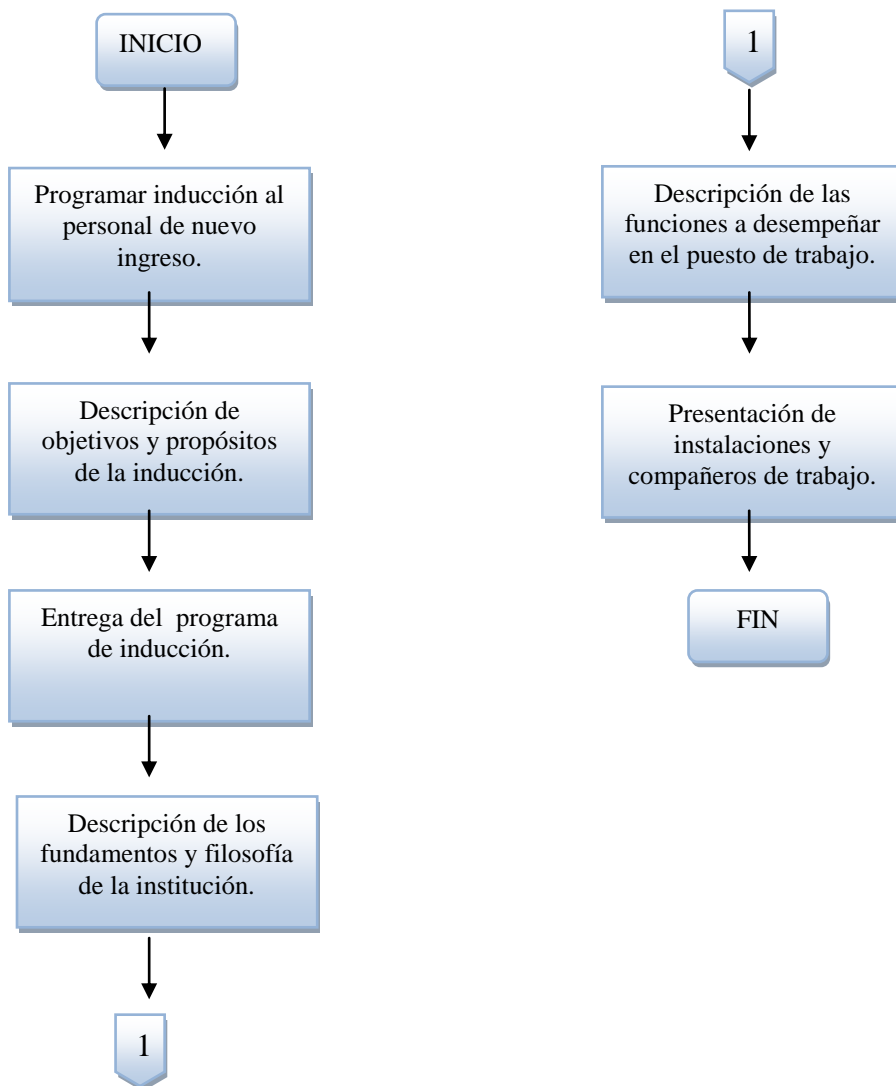 INICIO
Programar inducción al
personal de nuevo
ingreso.
Descripción de
objetivos y propósitos
de la inducción.
Entrega del programa
de inducción.
Descripción de los
fundamentos y filosofía
de la institución.
1
1
Descripción de las
funciones a desempeñar
en el puesto de trabajo.
Presentación de
instalaciones y
compañeros de trabajo.
FIN